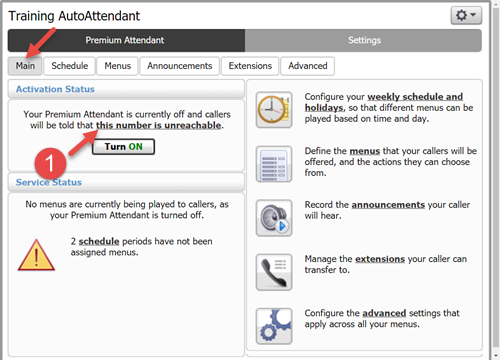 Training AutoAttendant
Premium Attendant
Settings
Main
Schedule
Menus
Announcements
Extensions
Advanced
Activation Status
Your Premium Attendant is currently off and callers
will be told that this number is unreachable.
1
Turn ON
Service Status
No menus are currently being played to callers, as
your Premium Attendant is turned off.
2 schedule periods have not been
assigned menus.
Configure your weekly schedule and
holidays, so that different menus can be
played based on time and day.
Define the menus that your callers will be
offered, and the actions they can choose
from.
Record the announcements your caller
will hear.
Manage the extensions your caller can
transfer to.
Configure the advanced settings that
apply across all your menus.